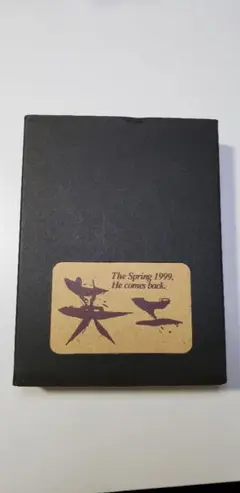 The Spring 1999.
He comes back.